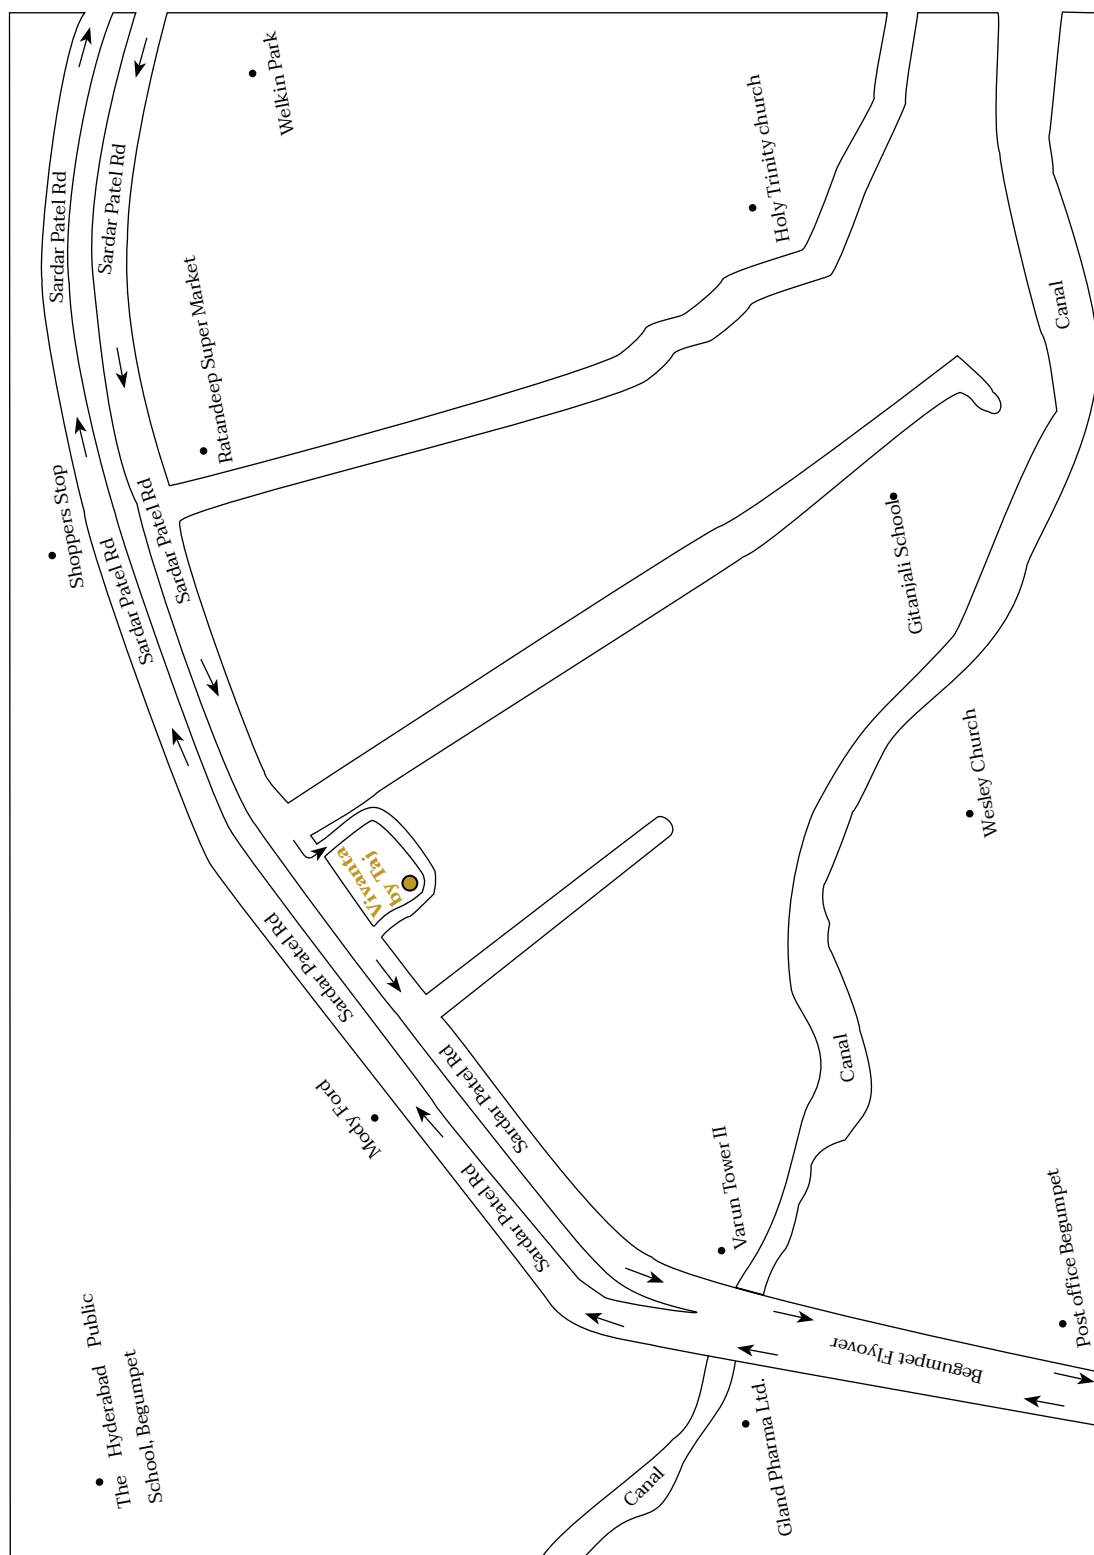 Welkin Park
Holy Trinity church
Sardar Patel Rd
Sardar Patel Rd
Ratandeep Super Market
Canal
Shoppers Stop
Sardar Patel Rd
Sardar Patel Rd
Gitanjali School
Wesley Church
Vivanta
by Taj
Sardar Patel Rd
Canal
Sardar Patel Rd
Mody Ford
Sardar Patel Rd
Varun Tower II
Post office Begumpet
Begumpet Flyover
The Hyderabad Public
School, Begumpet
Gland Pharma Ltd.
Canal